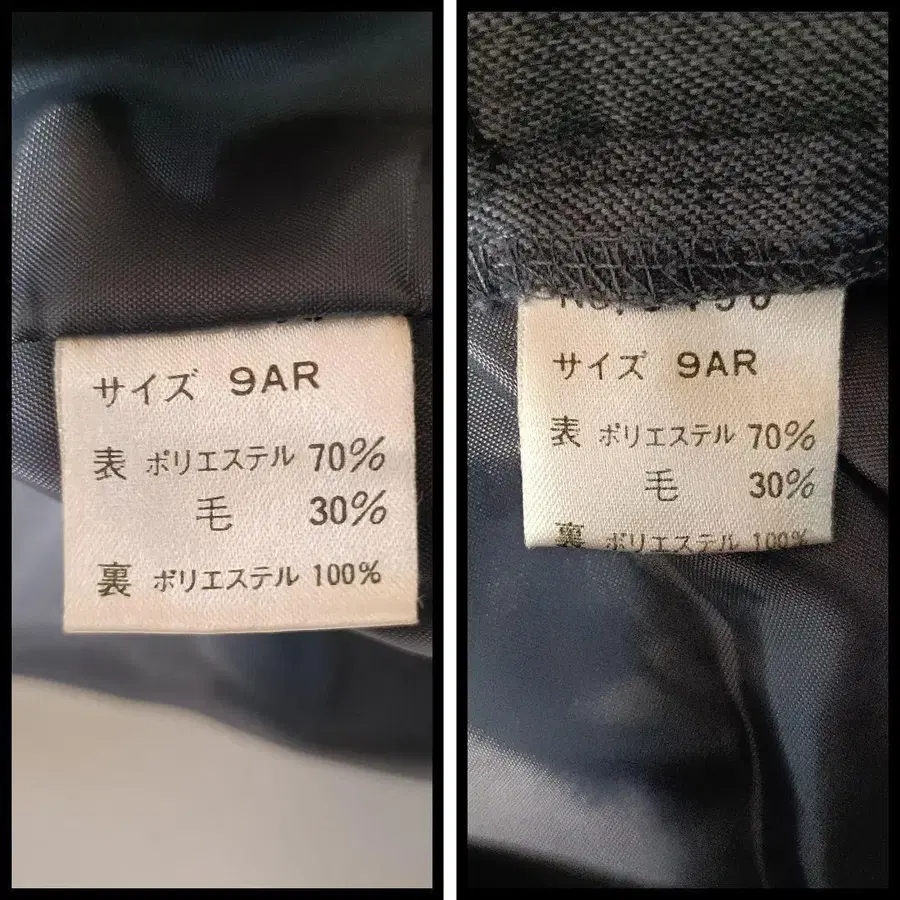 サイズ 9AR
表 ポリエステル 70%
毛 30%
裏 ポリエステル 100%
サイズ 9AR
表 ポリエステル 70%
毛 30%
裏 ポリエステル 100%